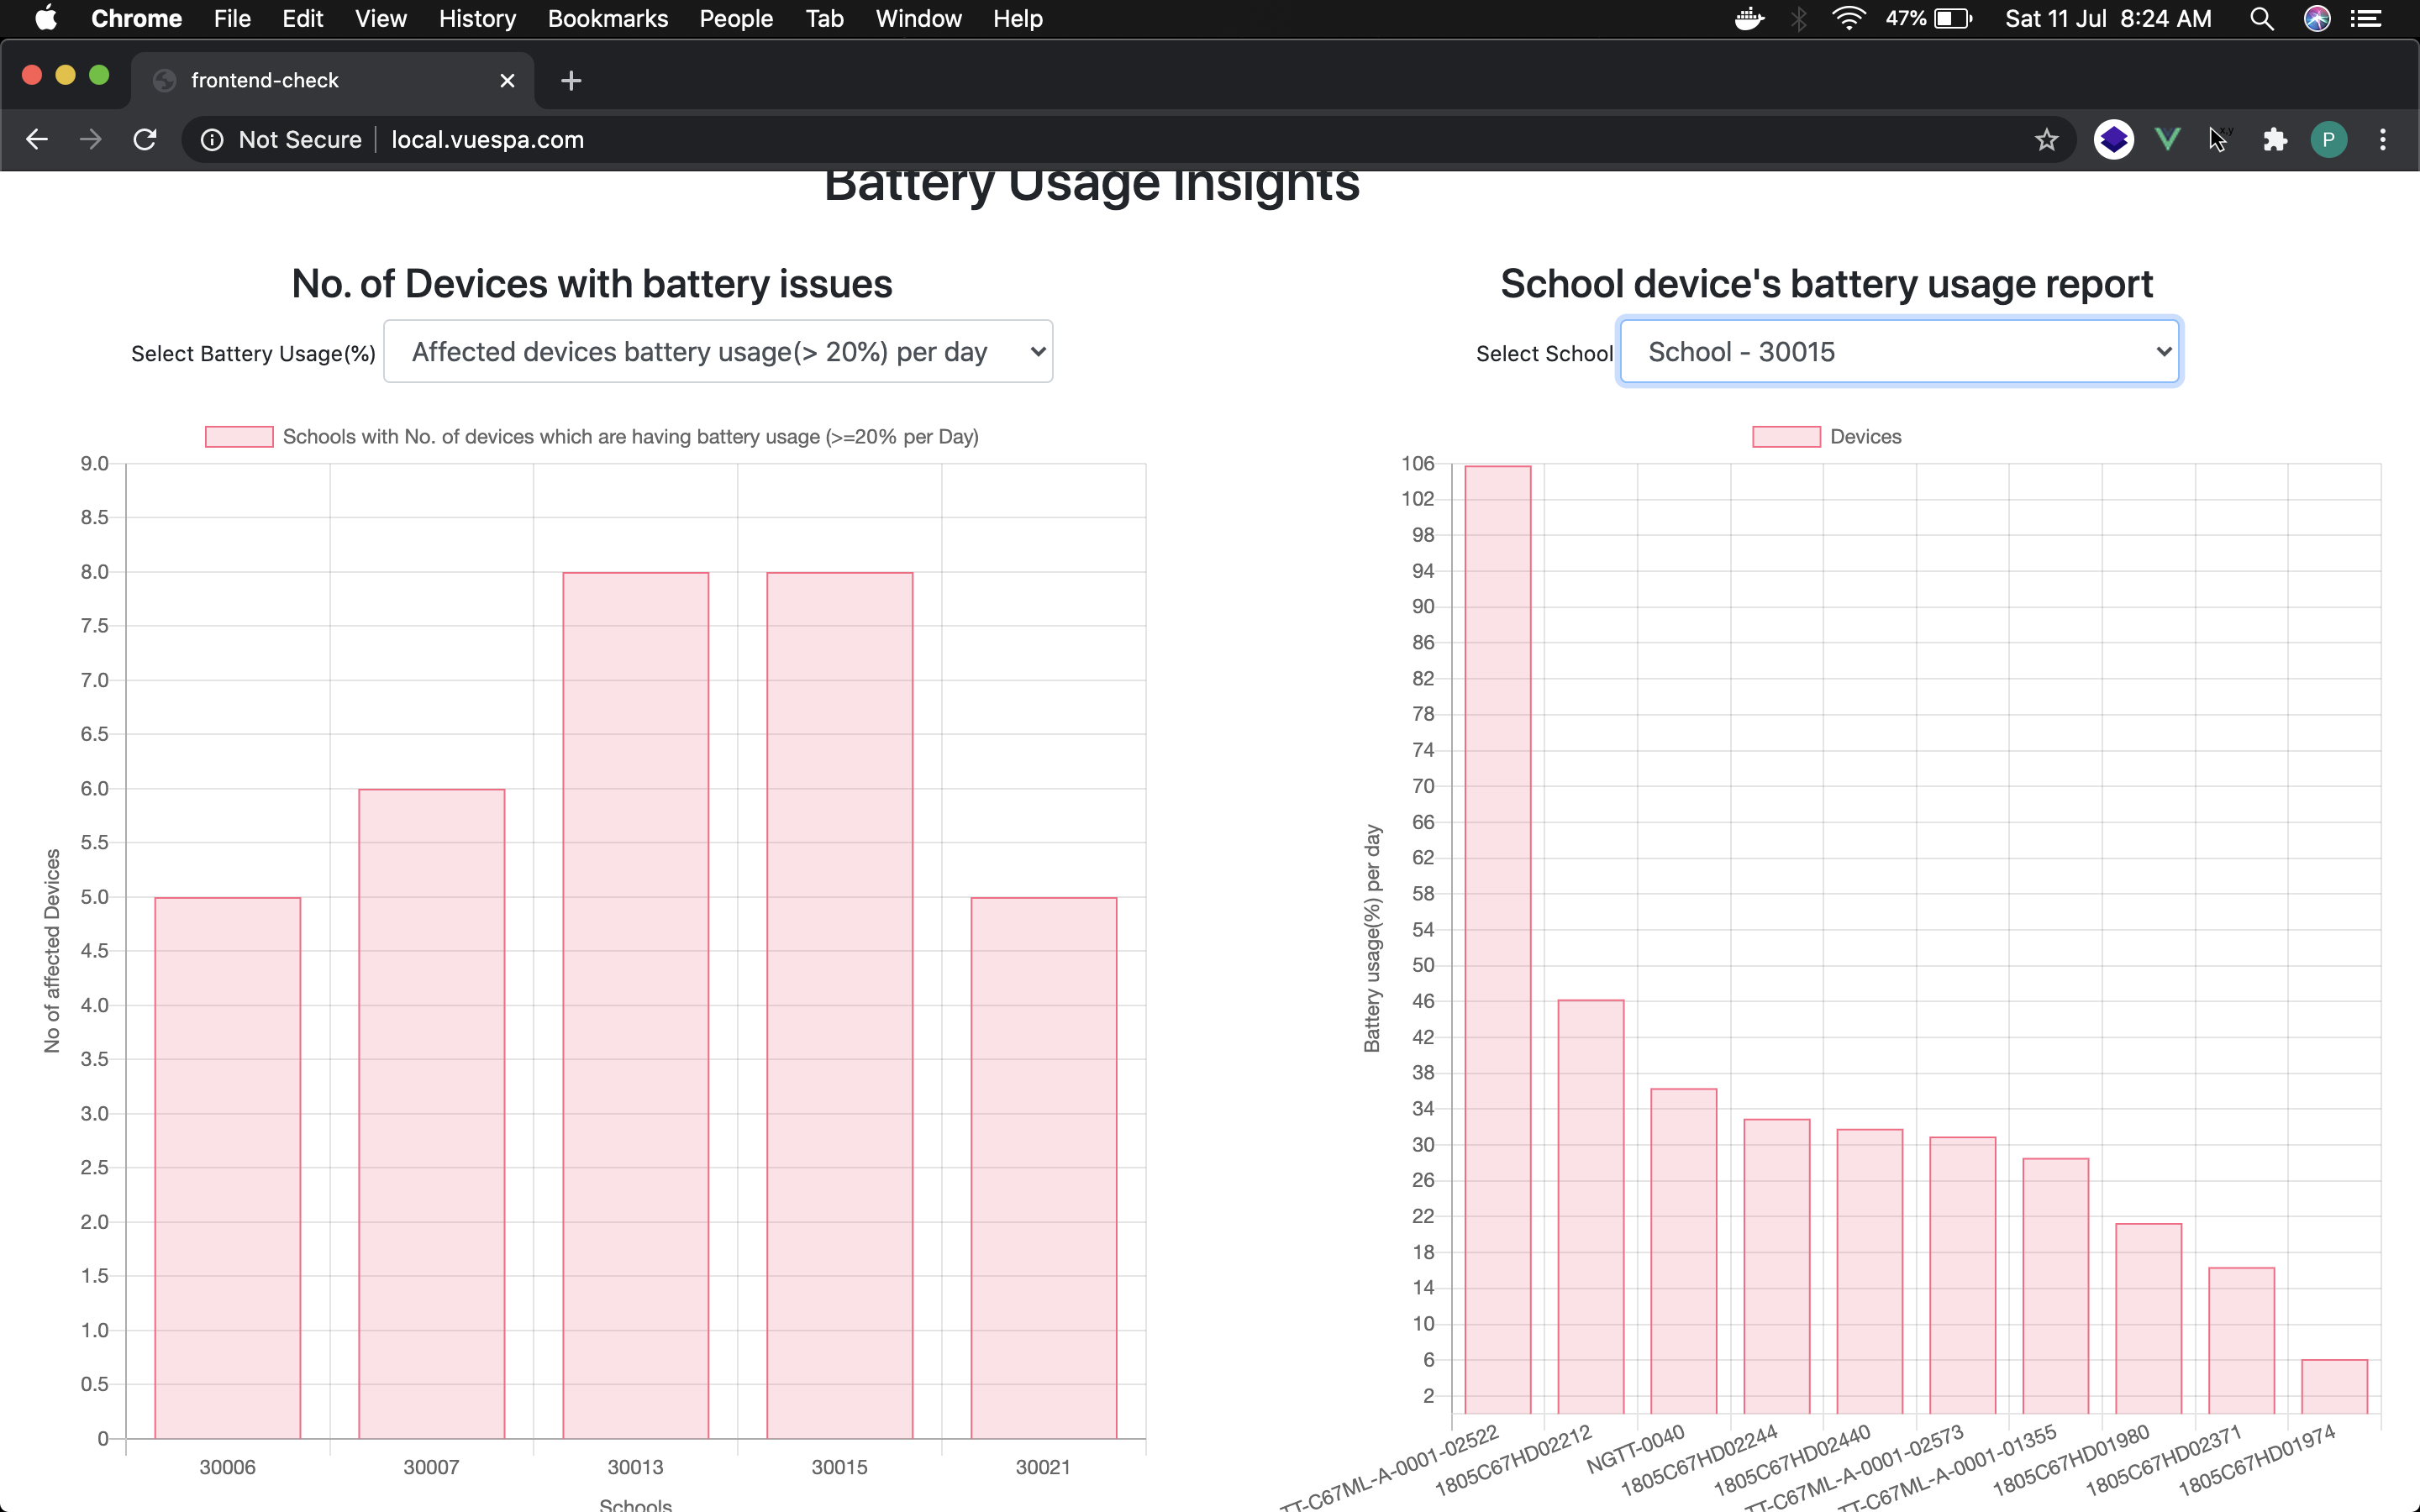 Chrome File Edit View History Bookmarks People Tab Window Help 47% Sat 11 Jul 8:24 AM
frontend-check
Not Secure local.vuespa.com P
Battery Usage Insights
No. of Devices with battery issues
Select Battery Usage(%) Affected devices battery usage(> 20%) per day
Schools with No. of devices which are having battery usage (>=20% per Day)
9.0
8.5
8.0
7.5
7.0
6.5
6.0
5.5
5.0
4.5
4.0
3.5
3.0
2.5
2.0
1.5
1.0
0.5
0
No of affected Devices
30006 30007 30013 30015 30021
Schools
School device's battery usage report
Select School School - 30015
Devices
106
102
98
94
90
86
82
78
74
70
66
62
58
54
50
46
42
38
34
30
26
22
18
14
10
6
2
Battery usage(%) per day
TT-C67ML-A-0001-02522
1805C67HD02212
NGTT-0040
1805C67HD02244
1805C67HD02440
TT-C67ML-A-0001-02573
TT-C67ML-A-0001-01355
1805C67HD01980
1805C67HD02371
1805C67HD01974